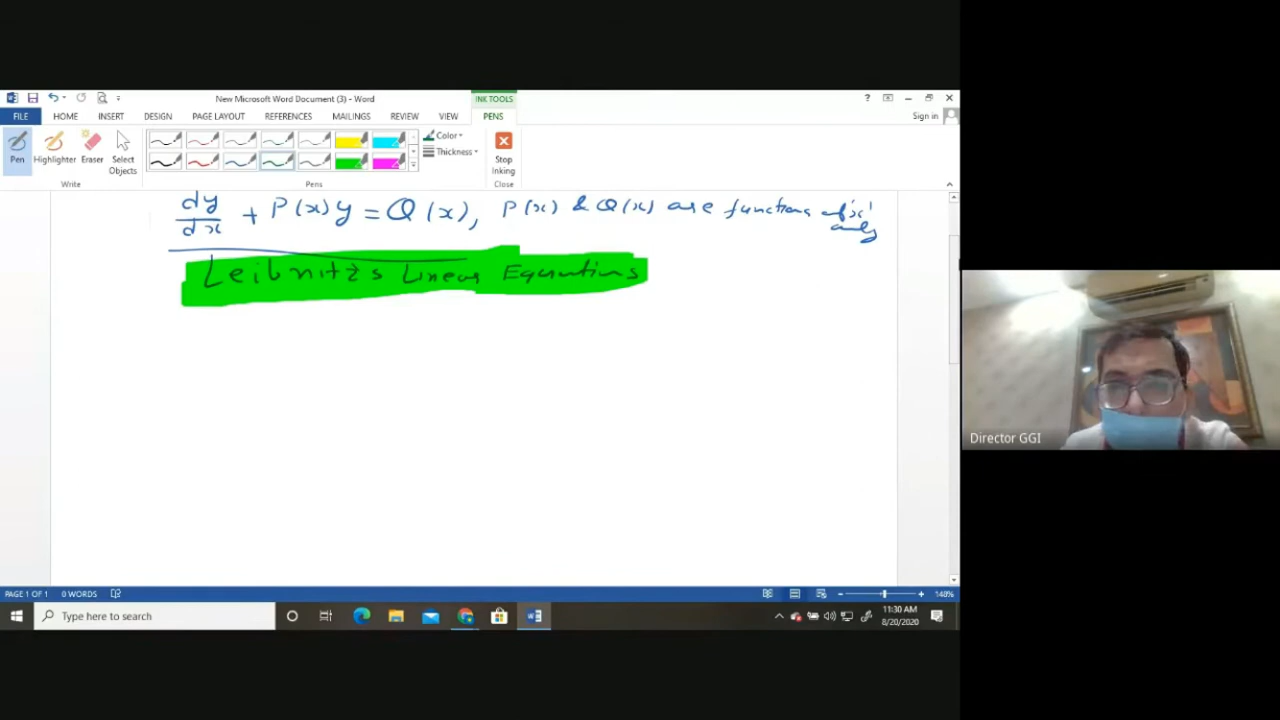 New Microsoft Word Document (3) - Word
INK TOOLS
FILE HOME INSERT DESIGN PAGE LAYOUT REFERENCES MAILINGS REVIEW VIEW PENS
Sign in
Pen Highlighter Eraser Select Objects
Color
Thickness
Stop Inking
Write Pens Close
dy/dx + P(x)y = Q(x), P(x) & Q(x) are functions of 'x'
only
Leibnitzs Linear Equations
Director GGI
PAGE 1 OF 1 0 WORDS 148%
Type here to search
11:30 AM
8/20/2020